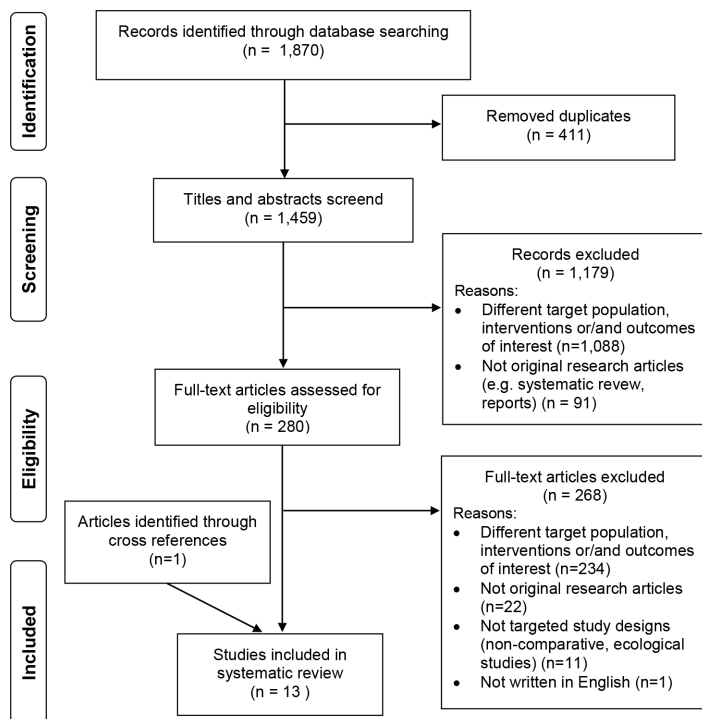 Identification
Records identified through database searching
(n = 1,870)
Removed duplicates
(n = 411)
Screening
Titles and abstracts screend
(n = 1,459)
Records excluded
(n = 1,179)
Reasons:
• Different target population,
interventions or/and outcomes
of interest (n=1,088)
• Not original research articles
(e.g. systematic revew,
reports) (n = 91)
Eligibility
Full-text articles assessed for
eligibility
(n = 280)
Full-text articles excluded
(n = 268)
Reasons:
• Different target population,
interventions or/and outcomes
of interest (n=234)
• Not original research articles
(n=22)
• Not targeted study designs
(non-comparative, ecological
studies) (n=11)
• Not written in English (n=1)
Articles identified through
cross references
(n=1)
Included
Studies included in
systematic review
(n = 13 )